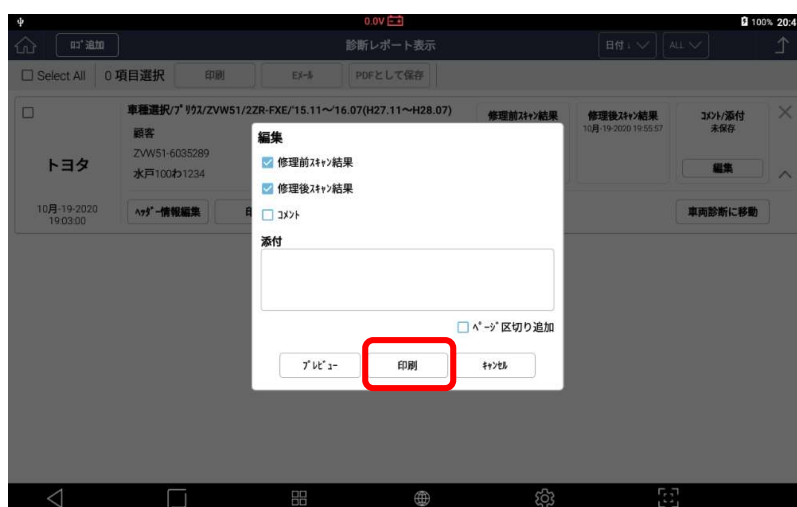 0.0V
100% 20:4
ﾛｺﾞ追加
診断レポート表示
日付↓
ALL
Select All
0 項目選択
印刷
Eﾒｰﾙ
PDFとして保存
車種選択/ﾌﾟﾘｳｽ/ZVW51/2ZR-FXE/'15.11～'16.07(H27.11～H28.07)
顧客
ZVW51-6035289
水戸100わ1234
トヨタ
10月-19-2020
19:03:00
修理前ｽｷｬﾝ結果
修理後ｽｷｬﾝ結果
10月-19-2020 19:55:57
ｺﾒﾝﾄ/添付
未保存
編集
ﾍｯﾀﾞｰ情報編集
車両診断に移動
編集
修理前ｽｷｬﾝ結果
修理後ｽｷｬﾝ結果
ｺﾒﾝﾄ
添付
ﾍﾟｰｼﾞ区切り追加
ﾌﾟﾚﾋﾞｭｰ
印刷
ｷｬﾝｾﾙ